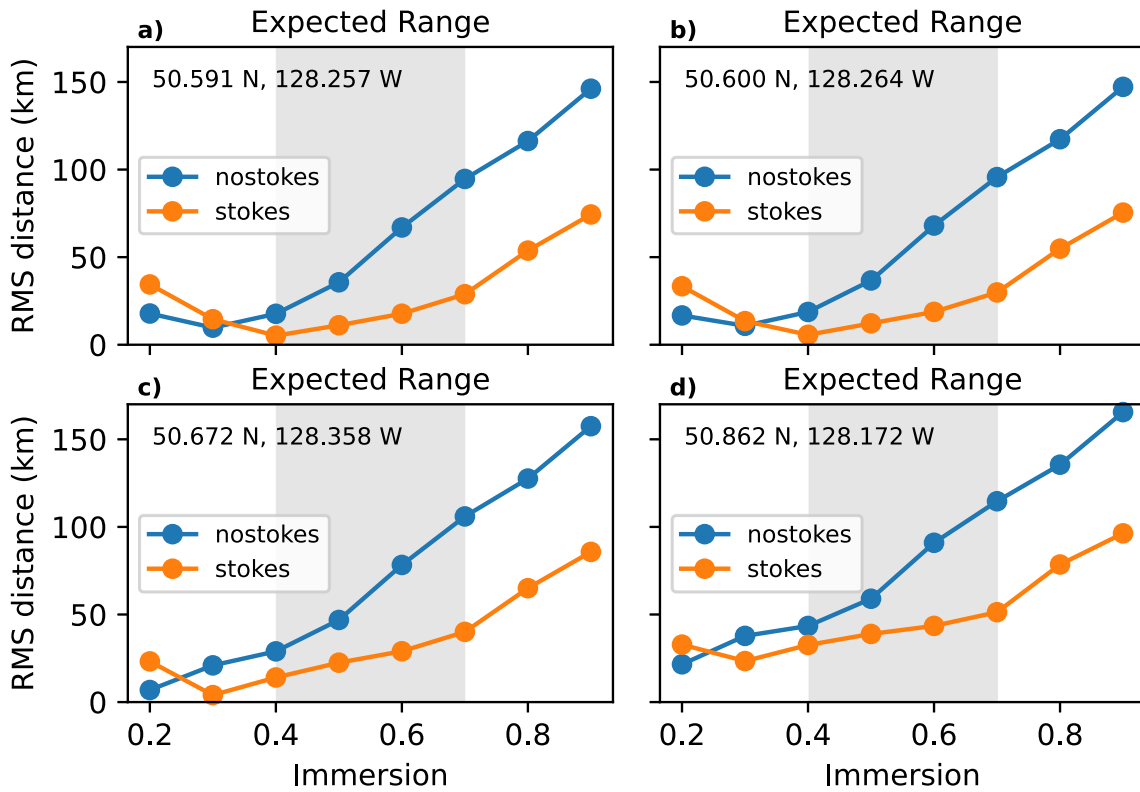 a)
Expected Range
50.591 N, 128.257 W
nostokes
stokes
RMS distance (km)
150
100
50
0
b)
Expected Range
50.600 N, 128.264 W
nostokes
stokes
c)
Expected Range
50.672 N, 128.358 W
nostokes
stokes
RMS distance (km)
150
100
50
0
0.2 0.4 0.6 0.8
Immersion
d)
Expected Range
50.862 N, 128.172 W
nostokes
stokes
0.2 0.4 0.6 0.8
Immersion